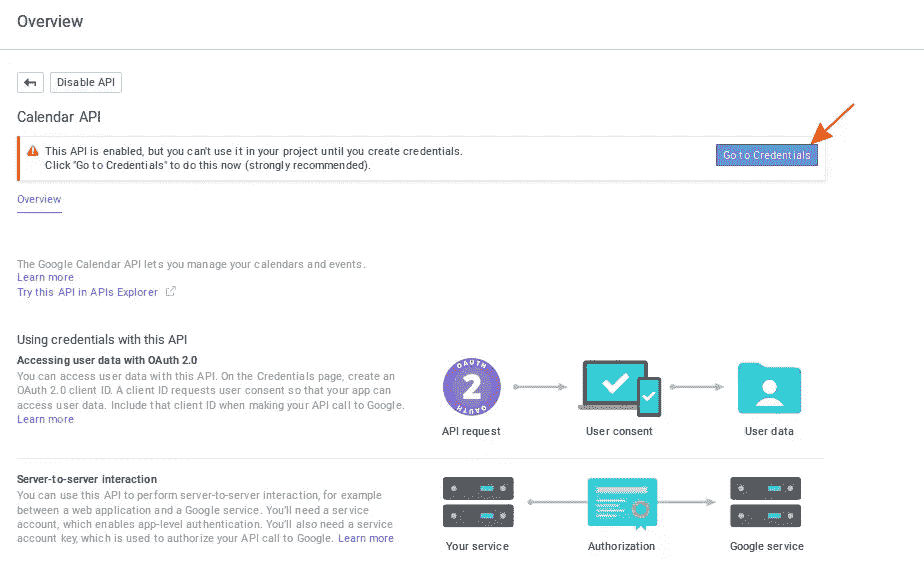 Overview
Disable API
Calendar API
This API is enabled, but you can't use it in your project until you create credentials.
Click "Go to Credentials" to do this now (strongly recommended).
Go to Credentials
Overview
The Google Calendar API lets you manage your calendars and events.
Learn more
Try this API in APIs Explorer
Using credentials with this API
Accessing user data with OAuth 2.0
You can access user data with this API. On the Credentials page, create an
OAuth 2.0 client ID. A client ID requests user consent so that your app can
access user data. Include that client ID when making your API call to Google.
Learn more
OAUTH
2
OAUTH
API request
User consent
User data
Server-to-server interaction
You can use this API to perform server-to-server interaction, for example
between a web application and a Google service. You'll need a service
account, which enables app-level authentication. You'll also need a service
account key, which is used to authorize your API call to Google. Learn more
Your service
Authorization
Google service